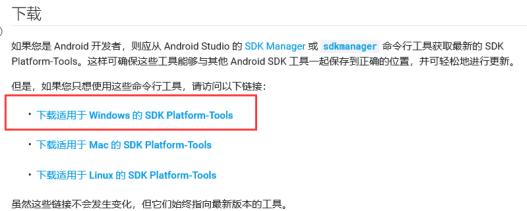 下载
如果您是 Android 开发者，则应从 Android Studio 的 SDK Manager 或 sdkmanager 命令行工具获取最新的 SDK
Platform-Tools。这样可确保这些工具能够与其他 Android SDK 工具一起保存到正确的位置，并可轻松地进行更新。
但是，如果您只想使用这些命令行工具，请访问以下链接：
• 下载适用于 Windows 的 SDK Platform-Tools
• 下载适用于 Mac 的 SDK Platform-Tools
• 下载适用于 Linux 的 SDK Platform-Tools
虽然这些链接不会发生变化，但它们始终指向最新版本的工具。